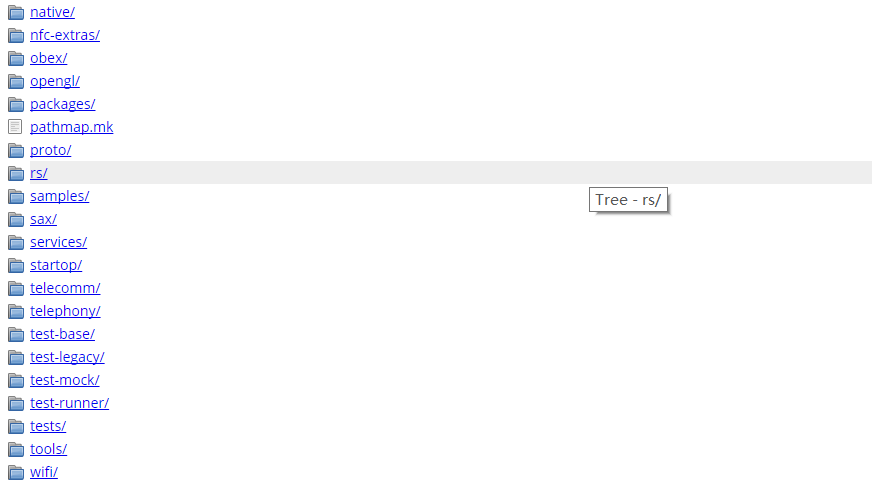 native/
nfc-extras/
obex/
opengl/
packages/
pathmap.mk
proto/
rs/
Tree - rs/
samples/
sax/
services/
startop/
telecomm/
telephony/
test-base/
test-legacy/
test-mock/
test-runner/
tests/
tools/
wifi/